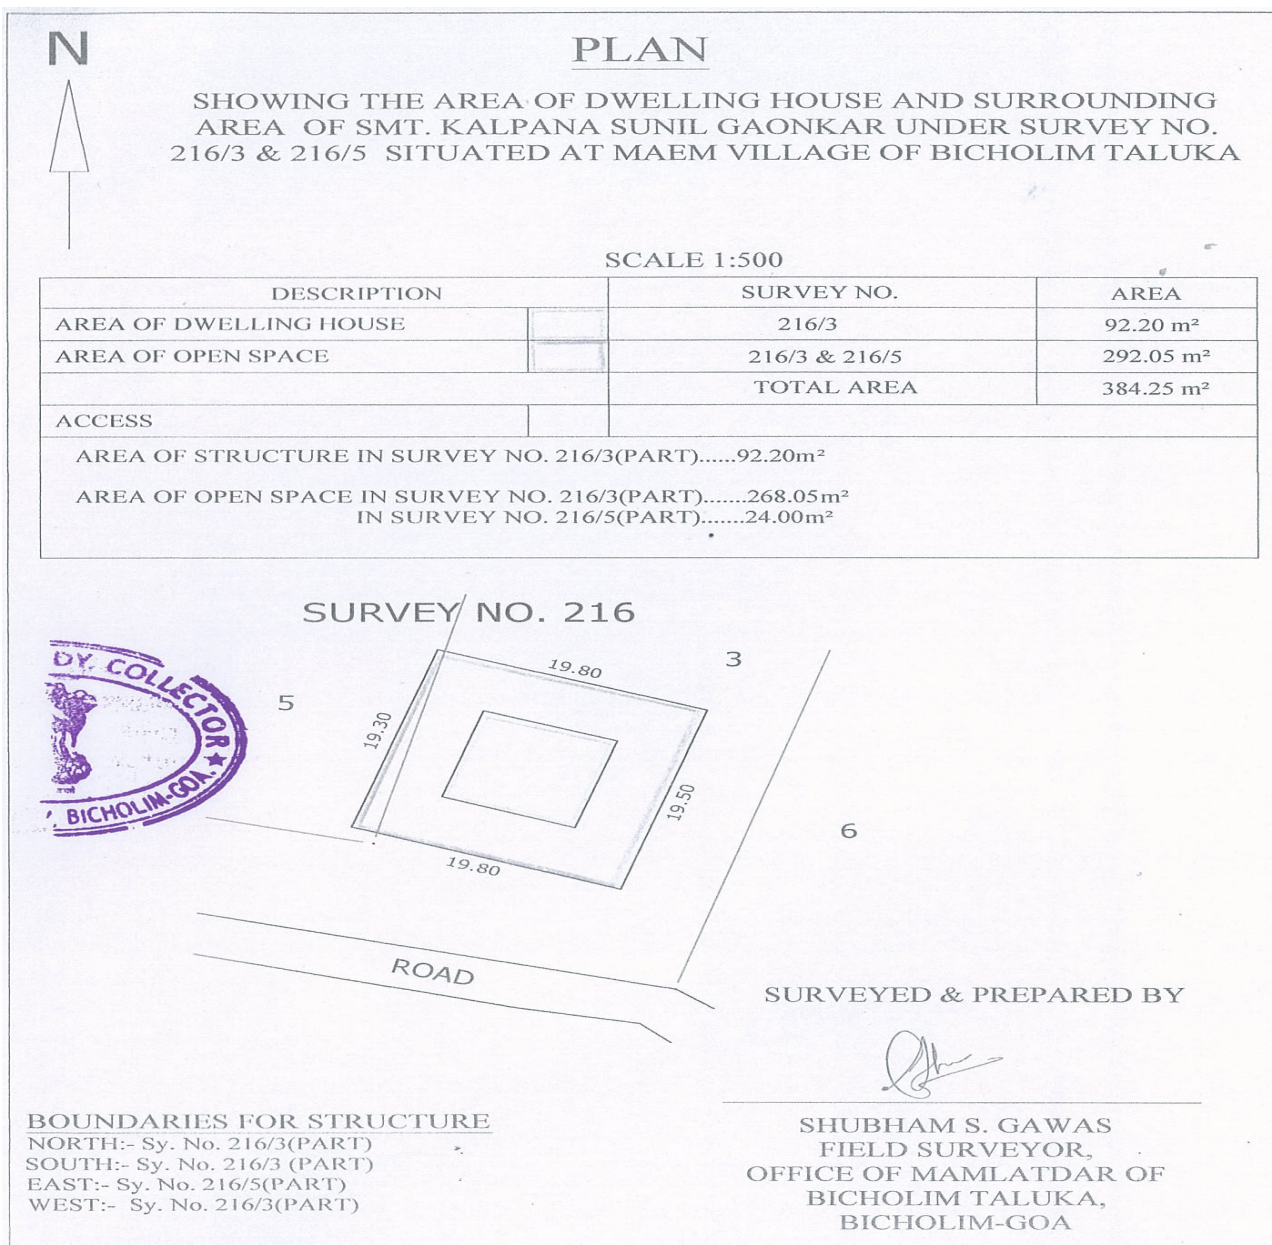 N
PLAN
SHOWING THE AREA OF DWELLING HOUSE AND SURROUNDING
AREA OF SMT. KALPANA SUNIL GAONKAR UNDER SURVEY NO.
216/3 & 216/5 SITUATED AT MAEM VILLAGE OF BICHOLIM TALUKA
SCALE 1:500
DESCRIPTION SURVEY NO. AREA
AREA OF DWELLING HOUSE 216/3 92.20 m²
AREA OF OPEN SPACE 216/3 & 216/5 292.05 m²
TOTAL AREA 384.25 m²
ACCESS
AREA OF STRUCTURE IN SURVEY NO. 216/3(PART)......92.20m²
AREA OF OPEN SPACE IN SURVEY NO. 216/3(PART).......268.05m²
IN SURVEY NO. 216/5(PART).......24.00m²
SURVEY NO. 216
DY. COLLECTOR
BICHOLIM-GOA.
5
3
6
19.80
19.30
19.50
19.80
ROAD
SURVEYED & PREPARED BY
SHUBHAM S. GAWAS
FIELD SURVEYOR,
OFFICE OF MAMLATDAR OF
BICHOLIM TALUKA,
BICHOLIM-GOA
BOUNDARIES FOR STRUCTURE
NORTH:- Sy. No. 216/3(PART)
SOUTH:- Sy. No. 216/3 (PART)
EAST:- Sy. No. 216/5(PART)
WEST:- Sy. No. 216/3(PART)